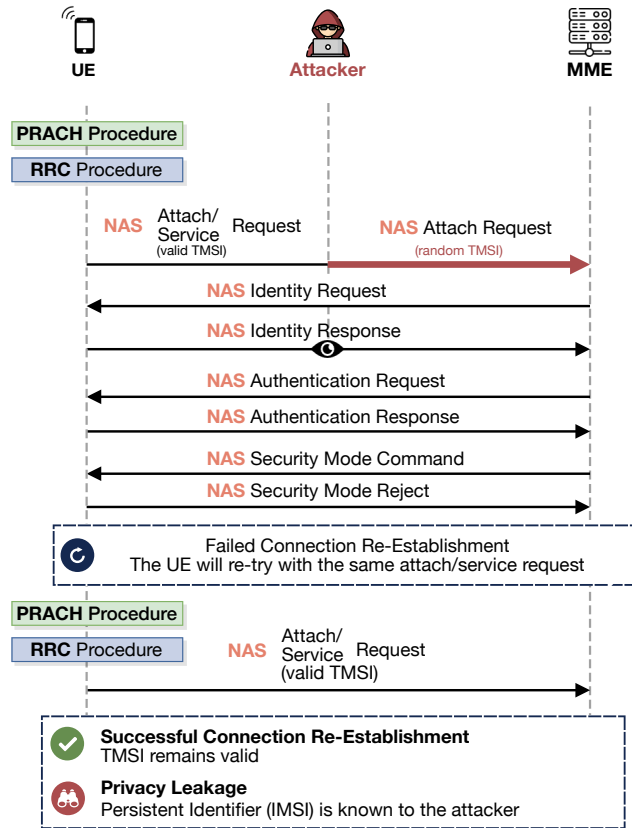 UE
Attacker
MME
PRACH Procedure
RRC Procedure
NAS Attach/ Service Request
(valid TMSI)
NAS Attach Request
(random TMSI)
NAS Identity Request
NAS Identity Response
NAS Authentication Request
NAS Authentication Response
NAS Security Mode Command
NAS Security Mode Reject
Failed Connection Re-Establishment
The UE will re-try with the same attach/service request
PRACH Procedure
RRC Procedure
NAS Attach/ Service Request
(valid TMSI)
Successful Connection Re-Establishment
TMSI remains valid
Privacy Leakage
Persistent Identifier (IMSI) is known to the attacker